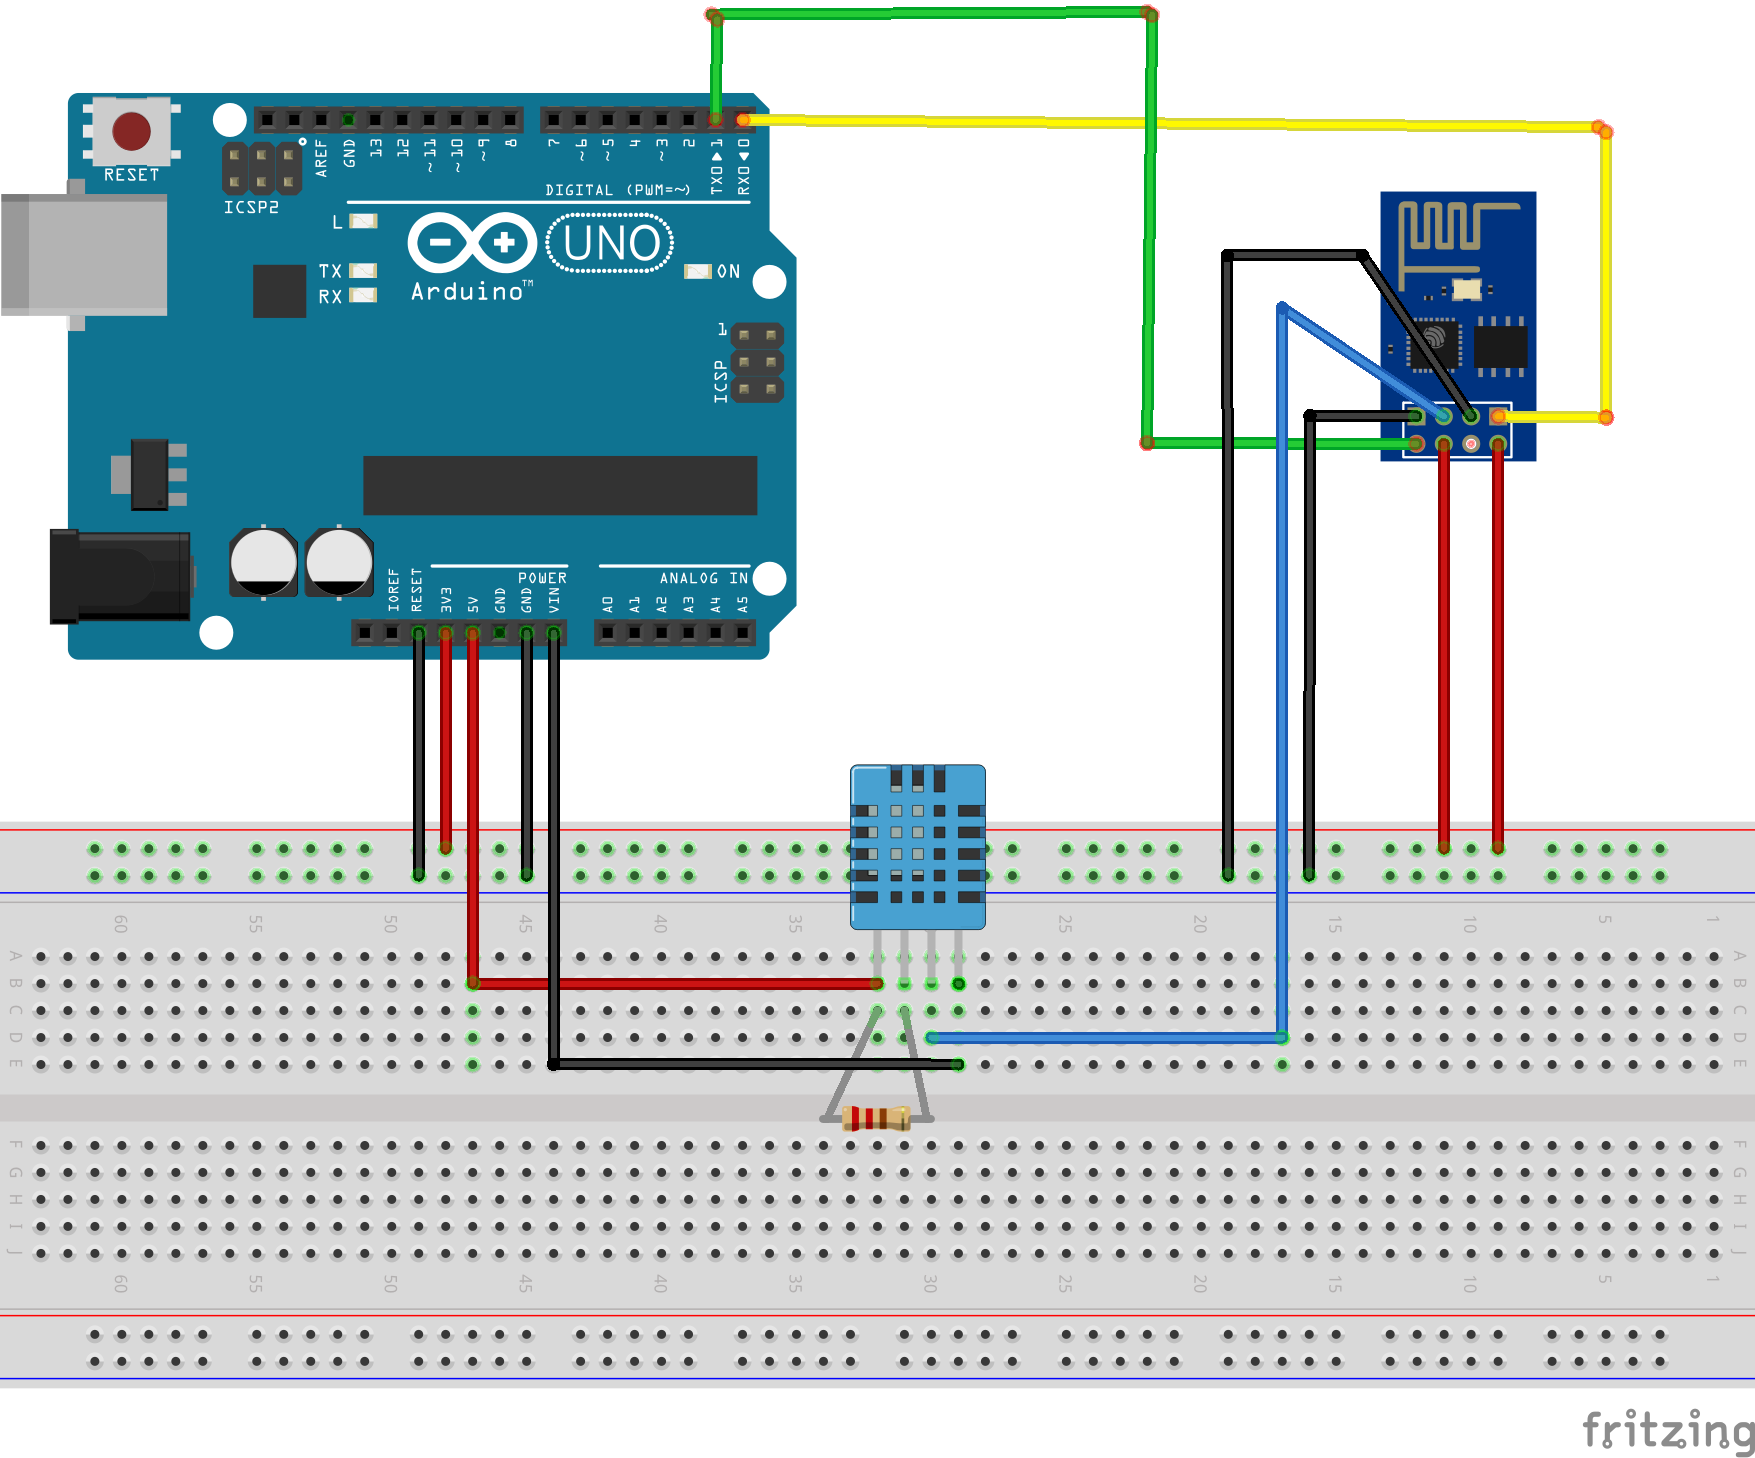 RESET
ICSP2
AREF
GND
13
12
~11
~10
~9
8
7
~6
~5
4
~3
2
TX0▶1
RX0◀0
DIGITAL (PWM=~)
L
TX
RX
UNO
Arduino™
ON
1
ICSP
IOREF
RESET
3V3
5V
GND
GND
VIN
POWER
ANALOG IN
A0
A1
A2
A3
A4
A5
60 55 50 45 40 35 25 20 15 10 5 1
A A
B B
C C
D D
E E
F F
G G
H H
I I
J J
60 55 50 45 40 35 30 25 20 15 10 5 1
fritzing